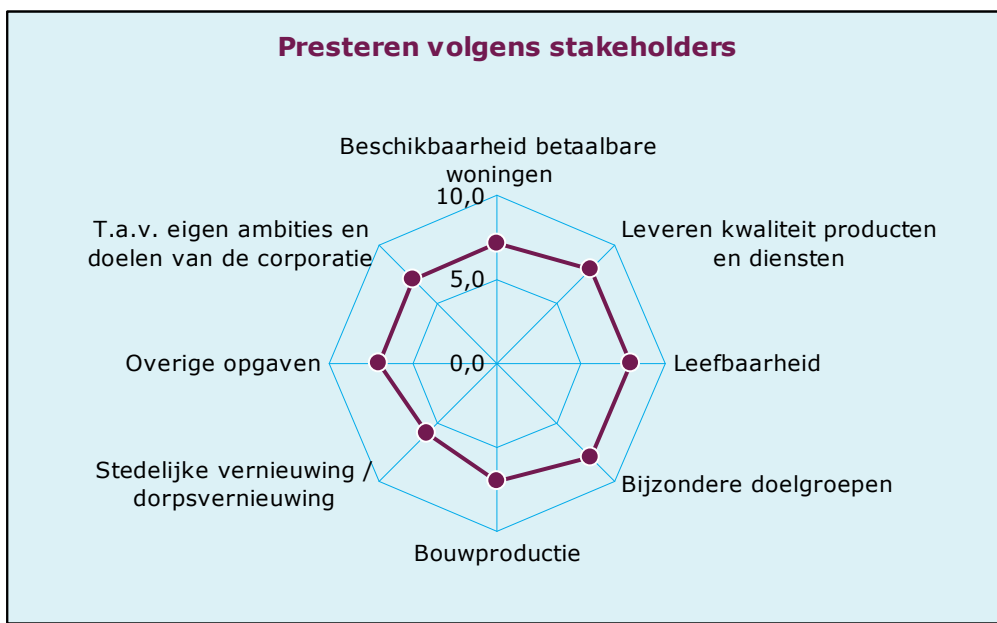 Presteren volgens stakeholders
Beschikbaarheid betaalbare
woningen
10,0
T.a.v. eigen ambities en
doelen van de corporatie
Leveren kwaliteit producten
en diensten
5,0
Overige opgaven
0,0
Leefbaarheid
Stedelijke vernieuwing /
dorpsvernieuwing
Bijzondere doelgroepen
Bouwproductie